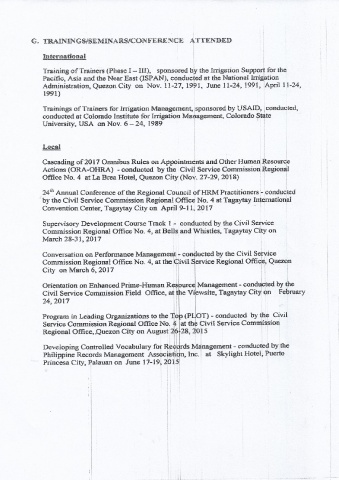 G. TRAININGS/SEMINARS/CONFERENCE ATTENDED
International
Training of Trainers (Phase I – III), sponsored by the Irrigation Support for the
Pacific, Asia and the Near East (ISPAN), conducted at the National Irrigation
Administration, Quezon City on Nov. 11-27, 1991, June 11-24, 1991, April 11-24,
1991)
Trainings of Trainers for Irrigation Management, sponsored by USAID, conducted,
conducted at Colorado Institute for Irrigation Management, Colorado State
University, USA on Nov. 6 – 24, 1989
Local
Cascading of 2017 Omnibus Rules on Appointments and Other Human Resource
Actions (ORA-OHRA) - conducted by the Civil Service Commission Regional
Office No. 4 at La Brea Hotel, Quezon City (Nov. 27-29, 2018)
24th Annual Conference of the Regional Council of HRM Practitioners - conducted
by the Civil Service Commission Regional Office No. 4 at Tagaytay International
Convention Center, Tagaytay City on April 9-11, 2017
Supervisory Development Course Track 1 - conducted by the Civil Service
Commission Regional Office No. 4, at Bells and Whistles, Tagaytay City on
March 28-31, 2017
Conversation on Performance Management - conducted by the Civil Service
Commission Regional Office No. 4, at the Civil Service Regional Office, Quezon
City on March 6, 2017
Orientation on Enhanced Prime-Human Resource Management - conducted by the
Civil Service Commission Field Office, at the Viewsite, Tagaytay City on February
24, 2017
Program in Leading Organizations to the Top (PLOT) - conducted by the Civil
Service Commission Regional Office No. 4 at the Civil Service Commission
Regional Office, Quezon City on August 26-28, 2015
Developing Controlled Vocabulary for Records Management - conducted by the
Philippine Records Management Association, Inc. at Skylight Hotel, Puerto
Princesa City, Palauan on June 17-19, 2015